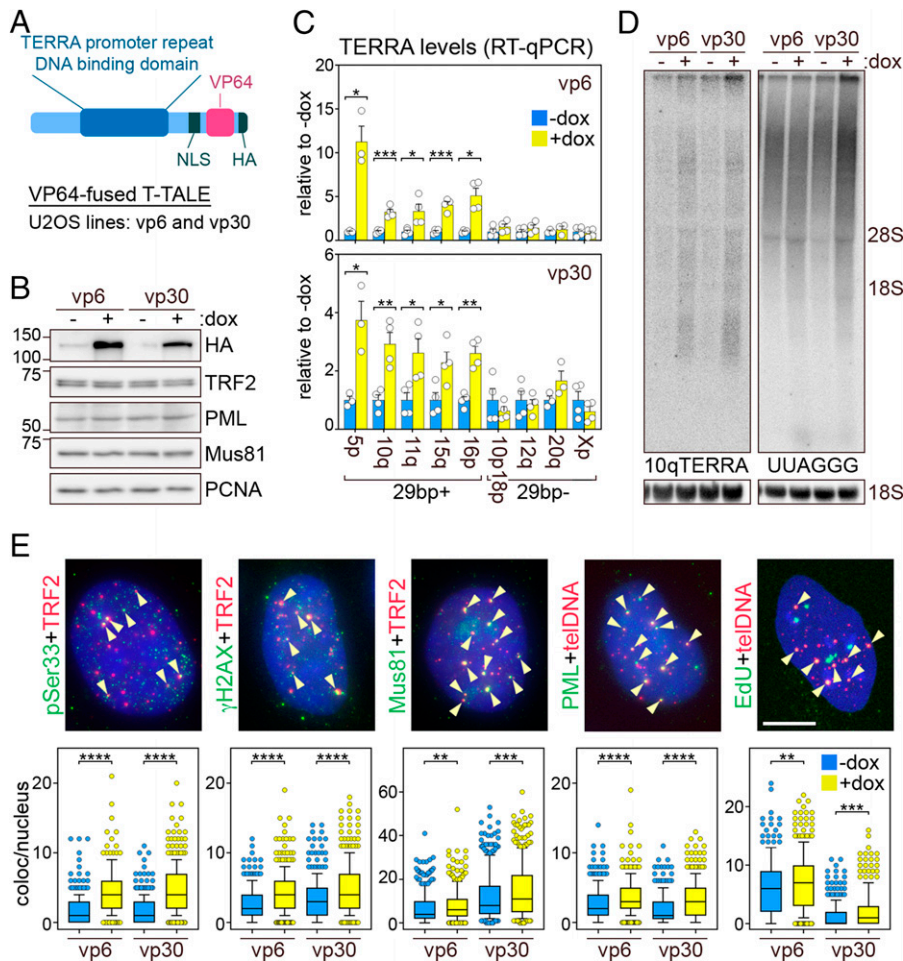 A
TERRA promoter repeat
DNA binding domain
VP64
NLS
HA
VP64-fused T-TALE
U2OS lines: vp6 and vp30
B
vp6
vp30
- + - + :dox
150
100
HA
75
TRF2
50
PML
75
Mus81
PCNA
C
TERRA levels (RT-qPCR)
relative to -dox
20
15
10
5
0
vp6
-dox
+dox
* *** * *** *
relative to -dox
6
4.5
3
1.5
0
vp30
* ** * * **
5p 10q 11q 15q 16p 10p18p 12q 20q Xp
29bp+
29bp-
D
vp6 vp30 vp6 vp30
- + - + - + - + :dox
28S
18S
10qTERRA
UUAGGG
18S
E
pSer33+TRF2
γH2AX+TRF2
Mus81+TRF2
PML+telDNA
EdU+telDNA
coloc/nucleus
20
10
0
**** ****
vp6 vp30
20
10
0
**** ****
vp6 vp30
60
40
20
0
** ***
vp6 vp30
20
10
0
**** ****
vp6 vp30
20
10
0
** ***
-dox
+dox
vp6 vp30